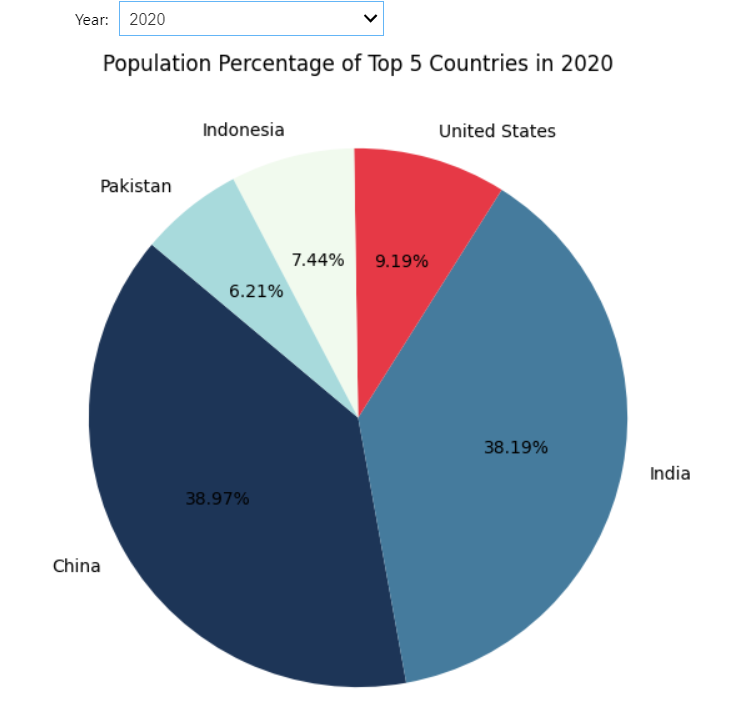 Year: 2020
Population Percentage of Top 5 Countries in 2020
Indonesia
United States
Pakistan
7.44%
9.19%
6.21%
38.19%
India
38.97%
China